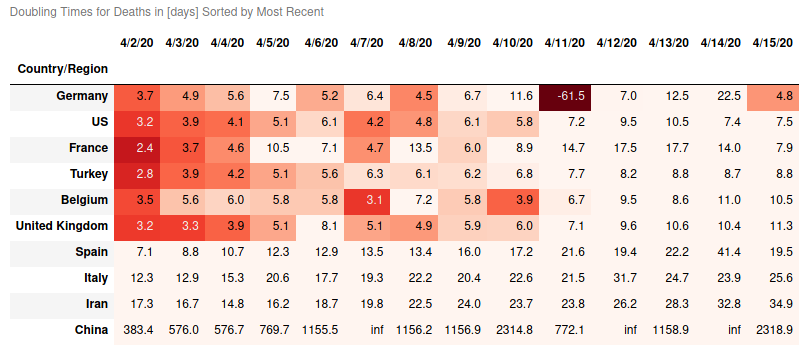 Doubling Times for Deaths in [days] Sorted by Most Recent
4/2/20 4/3/20 4/4/20 4/5/20 4/6/20 4/7/20 4/8/20 4/9/20 4/10/20 4/11/20 4/12/20 4/13/20 4/14/20 4/15/20
Country/Region
Germany 3.7 4.9 5.6 7.5 5.2 6.4 4.5 6.7 11.6 -61.5 7.0 12.5 22.5 4.8
US 3.2 3.9 4.1 5.1 6.1 4.2 4.8 6.1 5.8 7.2 9.5 10.5 7.4 7.5
France 2.4 3.7 4.6 10.5 7.1 4.7 13.5 6.0 8.9 14.7 17.5 17.7 14.0 7.9
Turkey 2.8 3.9 4.2 5.1 5.6 6.3 6.1 6.2 6.8 7.7 8.2 8.8 8.7 8.8
Belgium 3.5 5.6 6.0 5.8 5.8 3.1 7.2 5.8 3.9 6.7 9.5 8.6 11.0 10.5
United Kingdom 3.2 3.3 3.9 5.1 8.1 5.1 4.9 5.9 6.0 7.1 9.6 10.6 10.4 11.3
Spain 7.1 8.8 10.7 12.3 12.9 13.5 13.4 16.0 17.2 21.6 19.4 22.2 41.4 19.5
Italy 12.3 12.9 15.3 20.6 17.7 19.3 22.2 20.4 22.6 21.5 31.7 24.7 23.9 25.6
Iran 17.3 16.7 14.8 16.2 18.7 19.8 22.5 24.0 23.7 23.8 26.2 28.3 32.8 34.9
China 383.4 576.0 576.7 769.7 1155.5 inf 1156.2 1156.9 2314.8 772.1 inf 1158.9 inf 2318.9